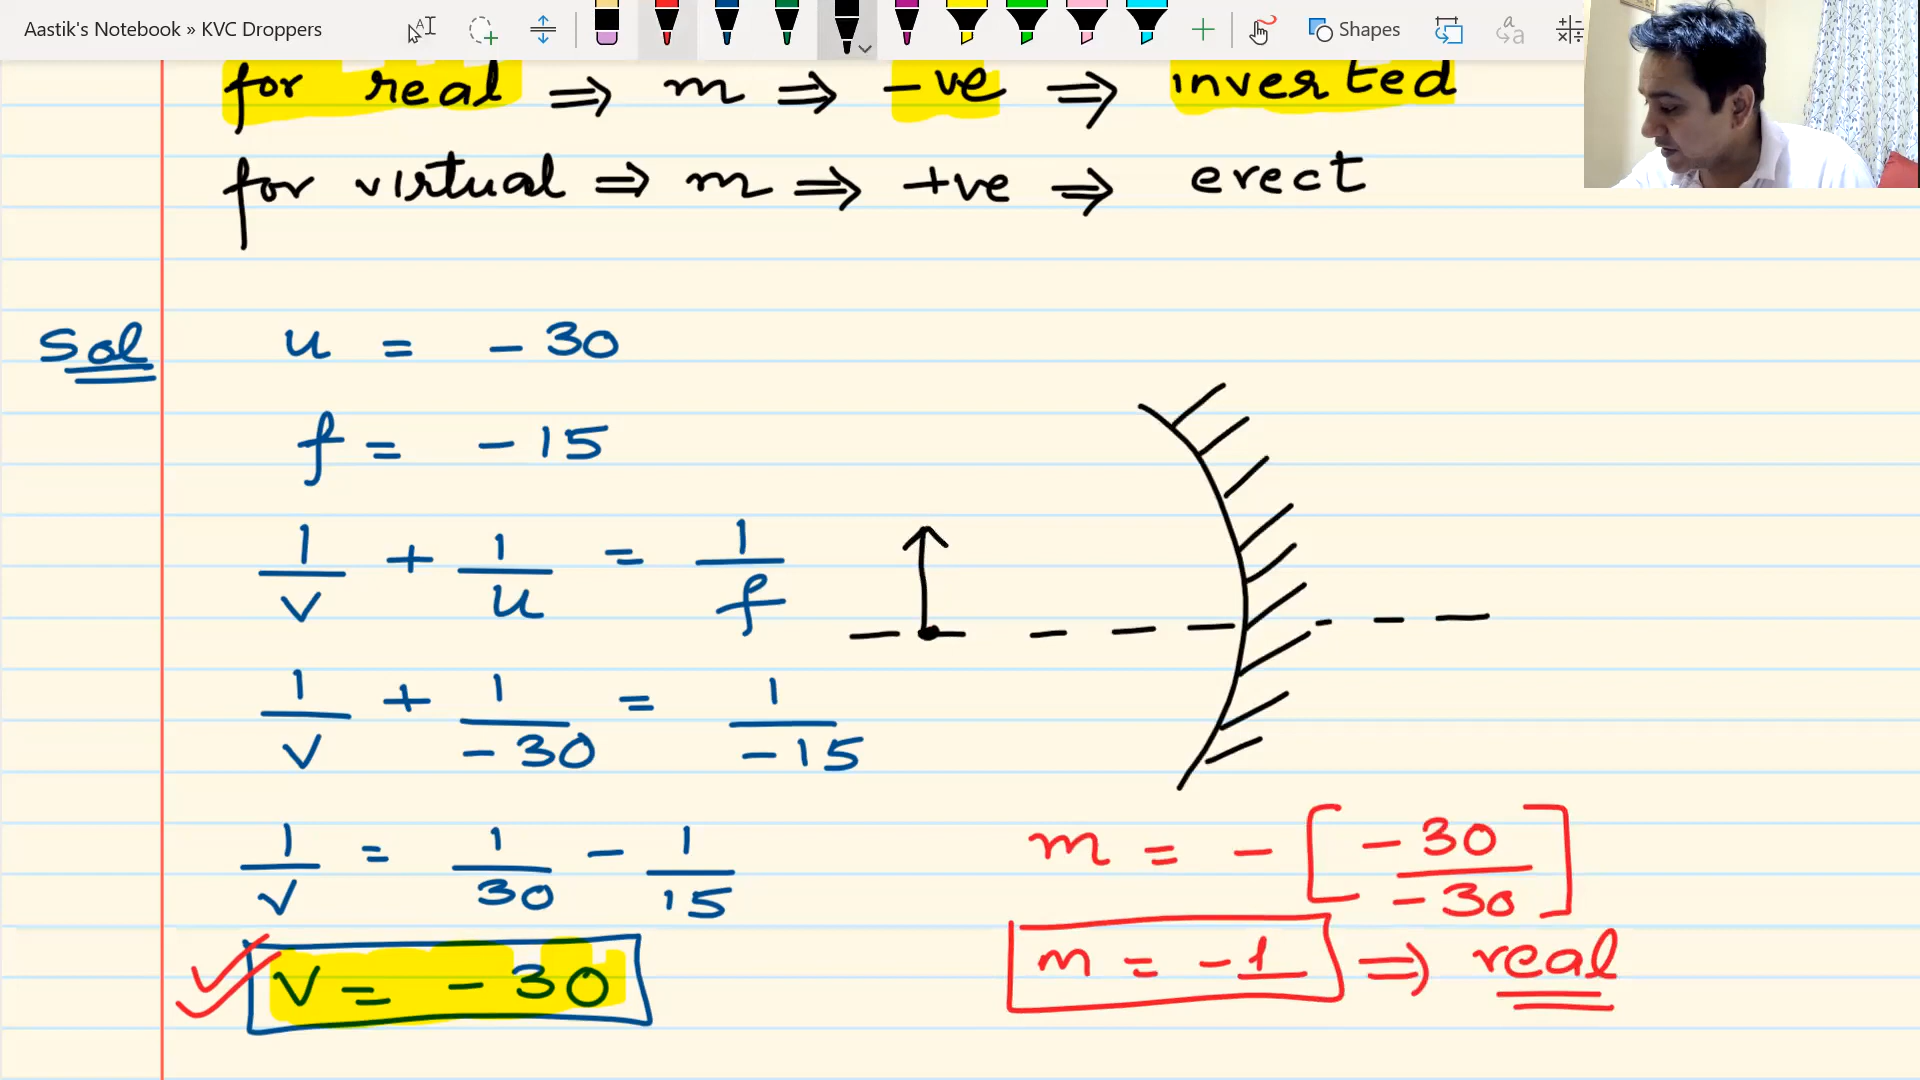 Aastik's Notebook » KVC Droppers
Shapes
for real ⇒ m ⇒ -ve ⇒ inverted
for virtual ⇒ m ⇒ +ve ⇒ erect
Sol
u = - 30
f = - 15
1/v + 1/u = 1/f
1/v + 1/-30 = 1/-15
1/v = 1/30 - 1/15
v = - 30
m = - [-30/-30]
m = -1 ⇒ real